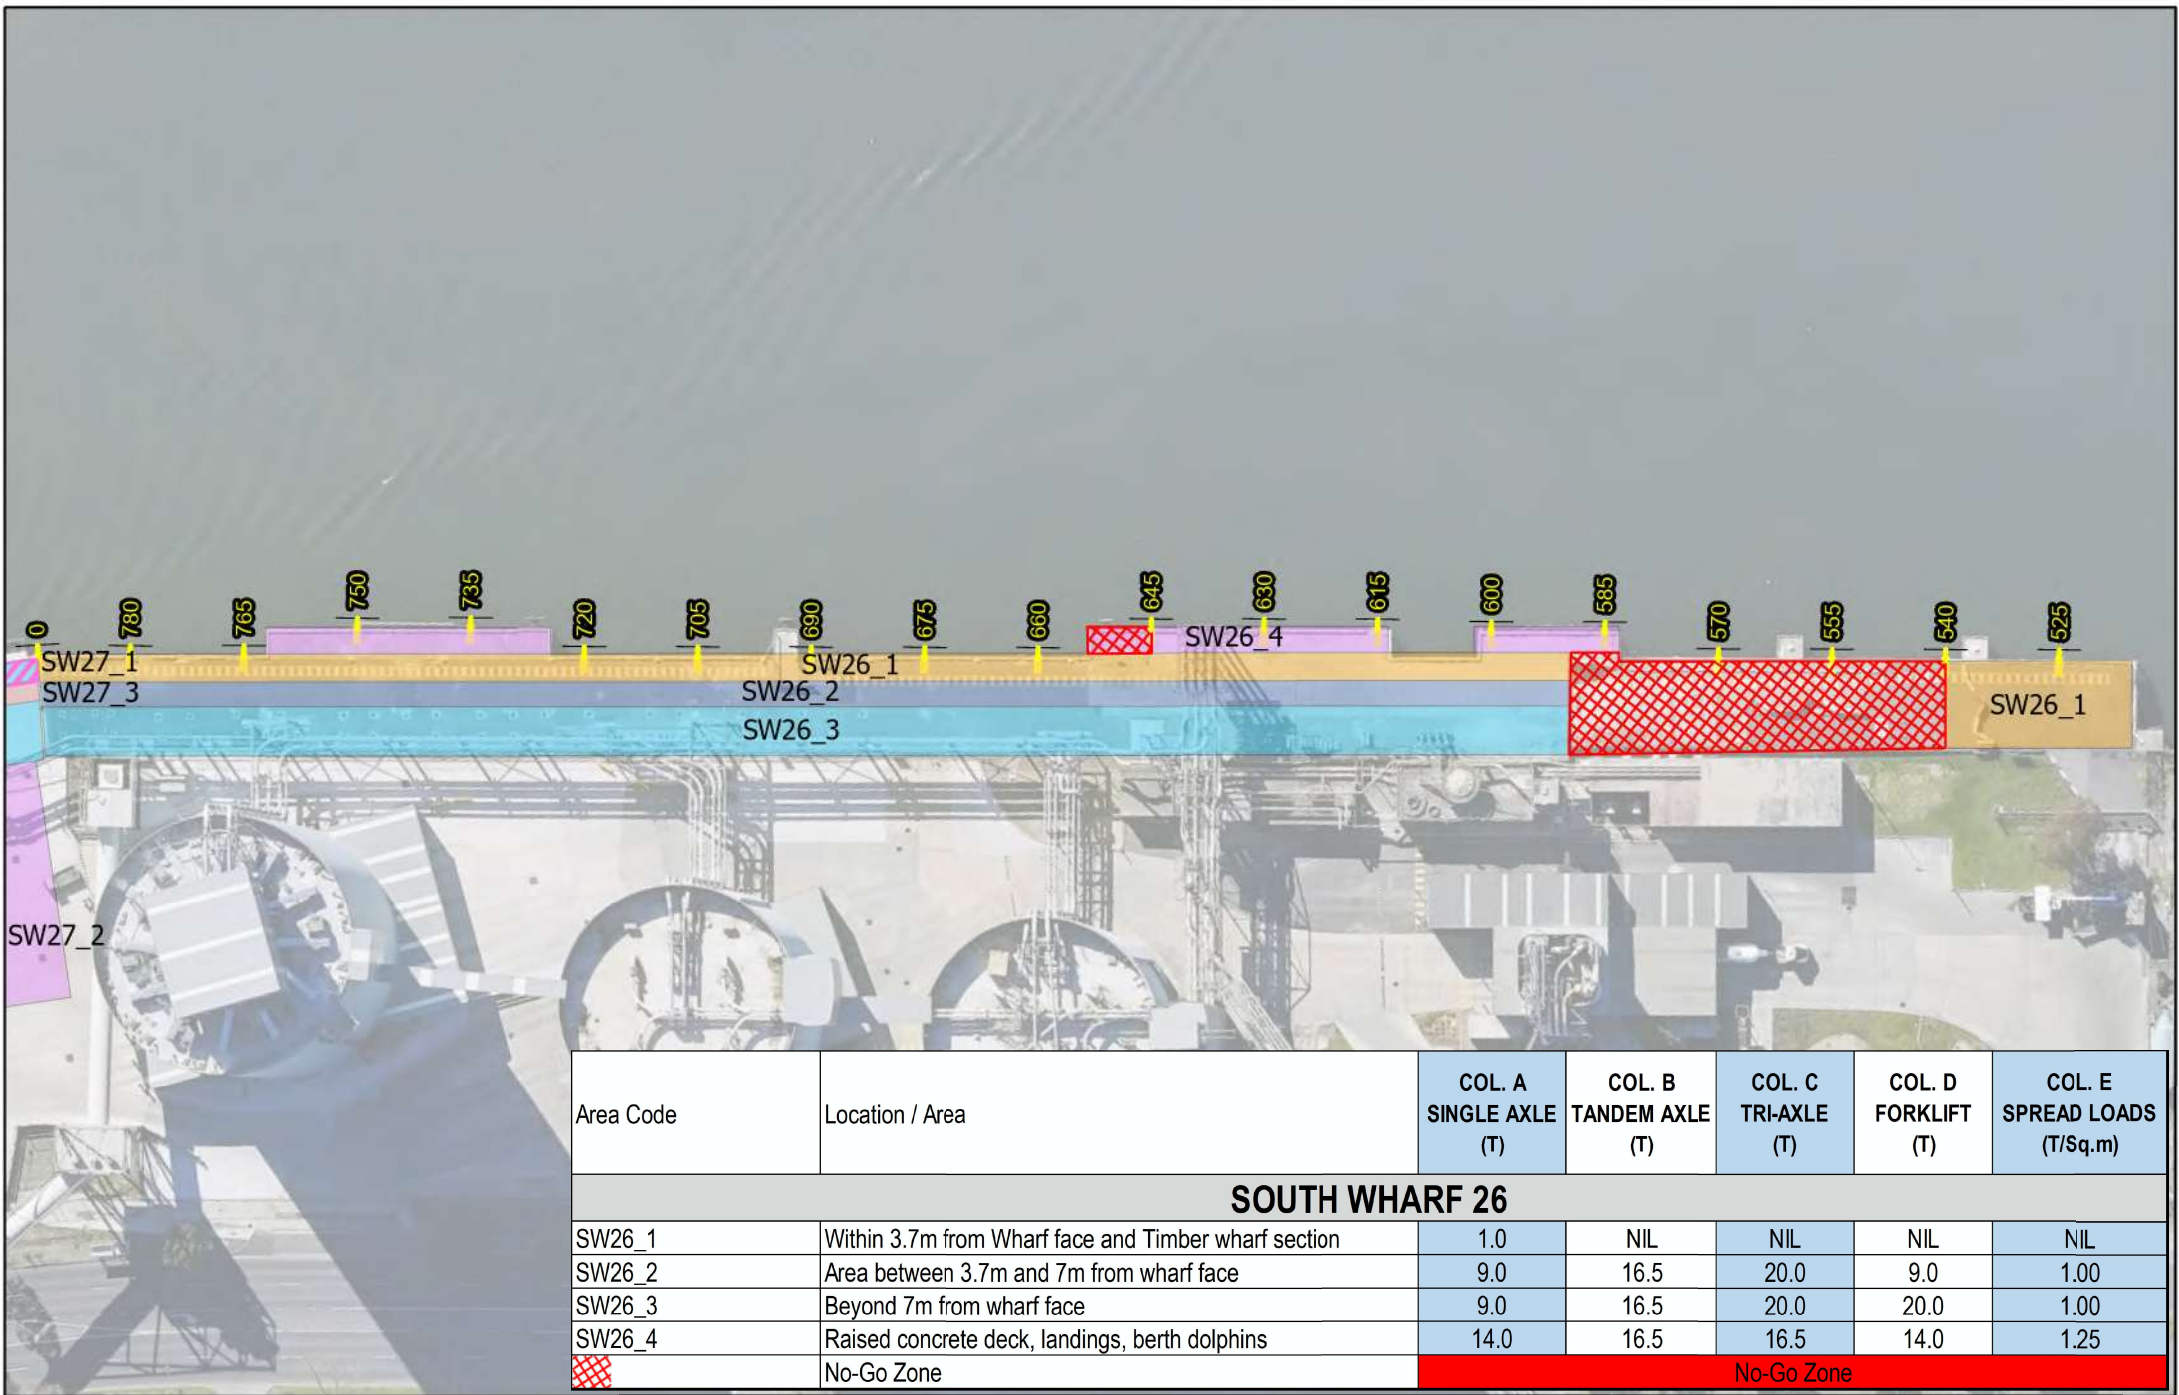 0
780
765
750
735
720
705
690
675
660
645
630
615
600
585
570
555
540
525
SW27_1
SW27_3
SW26_1
SW26_2
SW26_3
SW26_4
SW26_1
SW27_2
Area Code Location / Area COL. A SINGLE AXLE (T) COL. B TANDEM AXLE (T) COL. C TRI-AXLE (T) COL. D FORKLIFT (T) COL. E SPREAD LOADS (T/Sq.m)
SOUTH WHARF 26
SW26_1 Within 3.7m from Wharf face and Timber wharf section 1.0 NIL NIL NIL NIL
SW26_2 Area between 3.7m and 7m from wharf face 9.0 16.5 20.0 9.0 1.00
SW26_3 Beyond 7m from wharf face 9.0 16.5 20.0 20.0 1.00
SW26_4 Raised concrete deck, landings, berth dolphins 14.0 16.5 16.5 14.0 1.25
No-Go Zone No-Go Zone